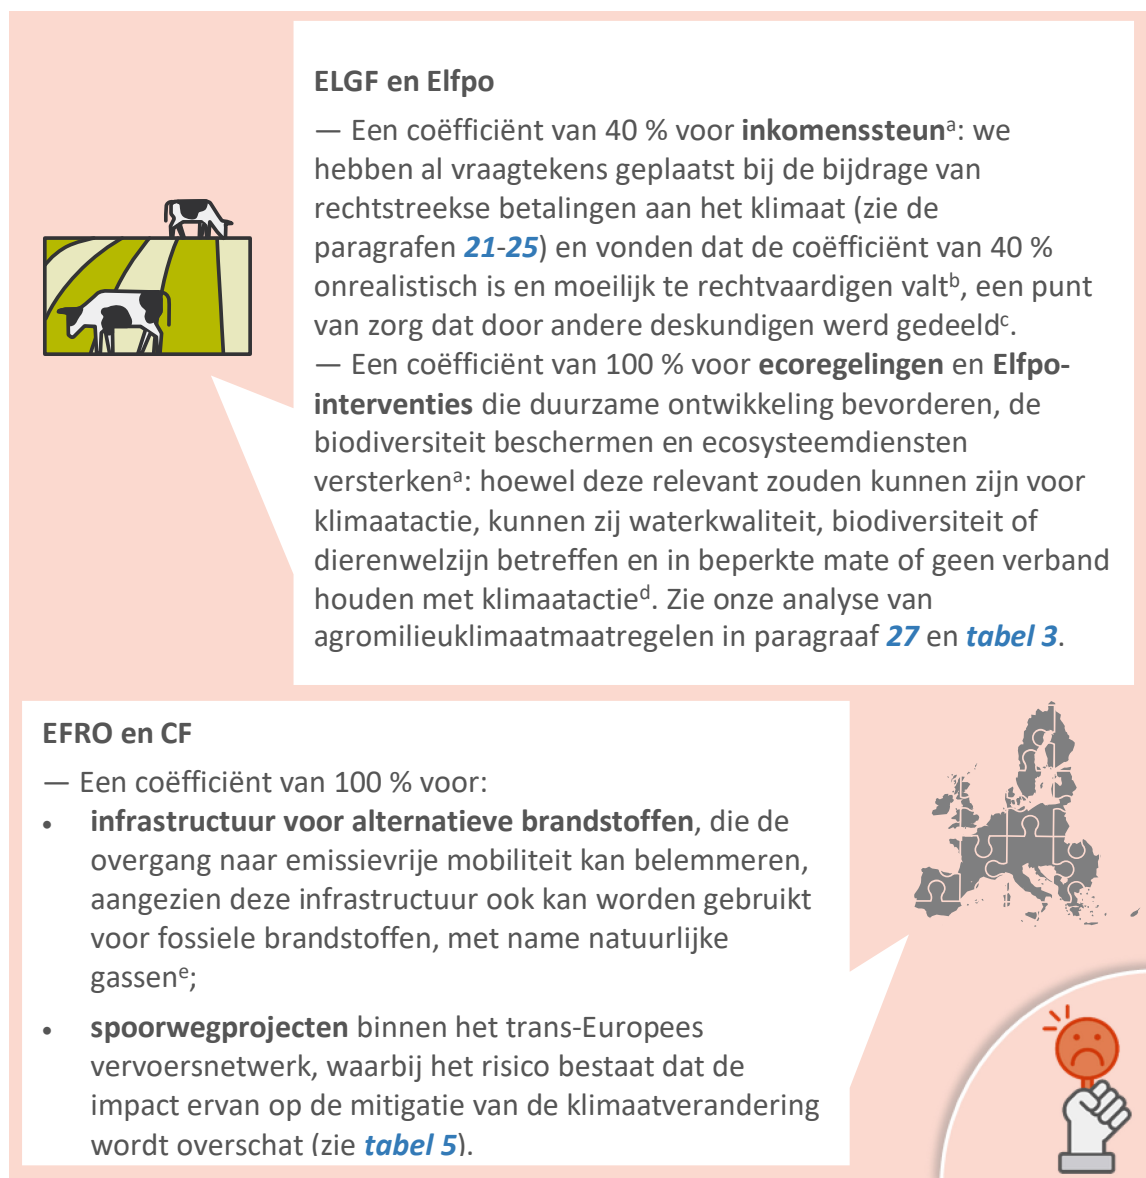 ELGF en Elfpo
— Een coëfficiënt van 40 % voor inkomenssteunᵃ: we
hebben al vraagtekens geplaatst bij de bijdrage van
rechtstreekse betalingen aan het klimaat (zie de
paragrafen 21-25) en vonden dat de coëfficiënt van 40 %
onrealistisch is en moeilijk te rechtvaardigen valtᵇ, een punt
van zorg dat door andere deskundigen werd gedeeldᶜ.
— Een coëfficiënt van 100 % voor ecoregelingen en Elfpo-
interventies die duurzame ontwikkeling bevorderen, de
biodiversiteit beschermen en ecosysteemdiensten
versterkenᵃ: hoewel deze relevant zouden kunnen zijn voor
klimaatactie, kunnen zij waterkwaliteit, biodiversiteit of
dierenwelzijn betreffen en in beperkte mate of geen verband
houden met klimaatactieᵈ. Zie onze analyse van
agromilieuklimaatmaatregelen in paragraaf 27 en tabel 3.
EFRO en CF
— Een coëfficiënt van 100 % voor:
• infrastructuur voor alternatieve brandstoffen, die de
overgang naar emissievrije mobiliteit kan belemmeren,
aangezien deze infrastructuur ook kan worden gebruikt
voor fossiele brandstoffen, met name natuurlijke
gassenᵉ;
• spoorwegprojecten binnen het trans-Europees
vervoersnetwerk, waarbij het risico bestaat dat de
impact ervan op de mitigatie van de klimaatverandering
wordt overschat (zie tabel 5).